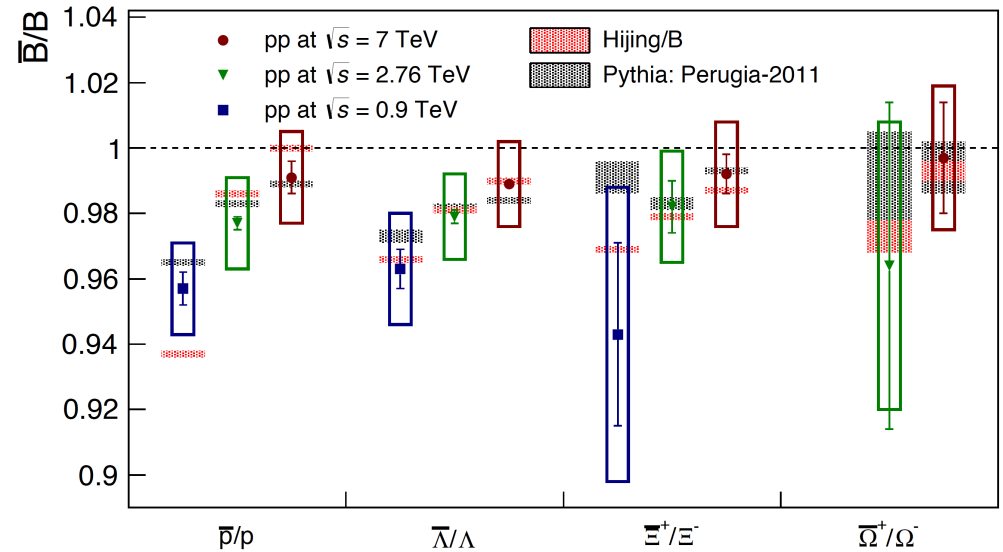 B̅/B
1.04
1.02
1
0.98
0.96
0.94
0.92
0.9
pp at √s = 7 TeV
pp at √s = 2.76 TeV
pp at √s = 0.9 TeV
Hijing/B
Pythia: Perugia-2011
p̅/p
Λ̅/Λ
Ξ̅⁺/Ξ⁻
Ω̅⁺/Ω⁻